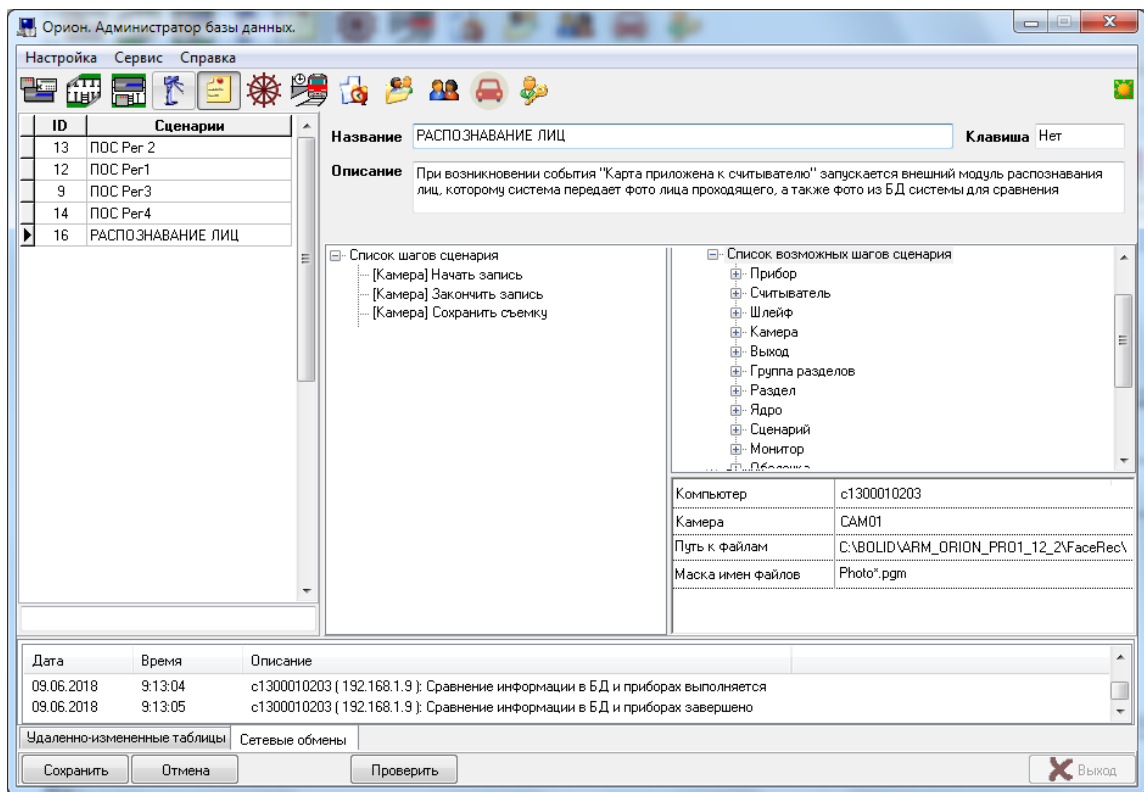 Орион. Администратор базы данных.
Настройка Сервис Справка
ID Сценарии
13 ПОС Рег 2
12 ПОС Рег1
9 ПОС Рег3
14 ПОС Рег4
16 РАСПОЗНАВАНИЕ ЛИЦ
Название РАСПОЗНАВАНИЕ ЛИЦ Клавиша Нет
Описание При возникновении события "Карта приложена к считывателю" запускается внешний модуль распознавания
лиц, которому система передает фото лица проходящего, а также фото из БД системы для сравнения
Список шагов сценария
[Камера] Начать запись
[Камера] Закончить запись
[Камера] Сохранить съемку
Список возможных шагов сценария
Прибор
Считыватель
Шлейф
Камера
Выход
Группа разделов
Раздел
Ядро
Сценарий
Монитор
Оболочка
Компьютер c1300010203
Камера CAM01
Путь к файлам C:\BOLID\ARM_ORION_PRO1_12_2\FaceRec\
Маска имен файлов Photo*.pgm
Дата Время Описание
09.06.2018 9:13:04 c1300010203 ( 192.168.1.9 ): Сравнение информации в БД и приборах выполняется
09.06.2018 9:13:05 c1300010203 ( 192.168.1.9 ): Сравнение информации в БД и приборах завершено
Удаленно-измененные таблицы Сетевые обмены
Сохранить Отмена Проверить Выход